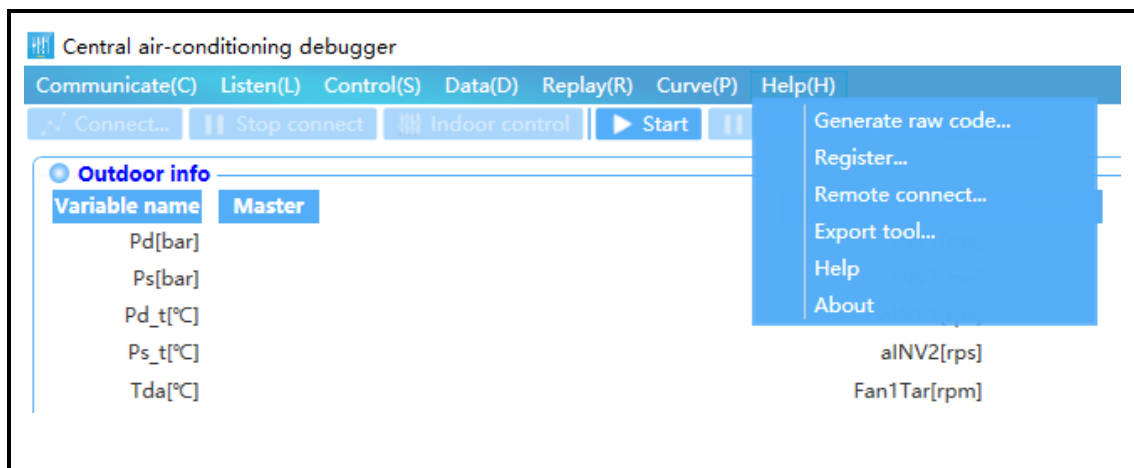 Central air-conditioning debugger
Communicate(C) Listen(L) Control(S) Data(D) Replay(R) Curve(P) Help(H)
Connect... Stop connect Indoor control Start
Generate raw code...
Register...
Remote connect...
Export tool...
Help
About
Outdoor info
Variable name Master
Pd[bar]
Ps[bar]
Pd_t[℃]
Ps_t[℃] aINV2[rps]
Tda[℃] Fan1Tar[rpm]